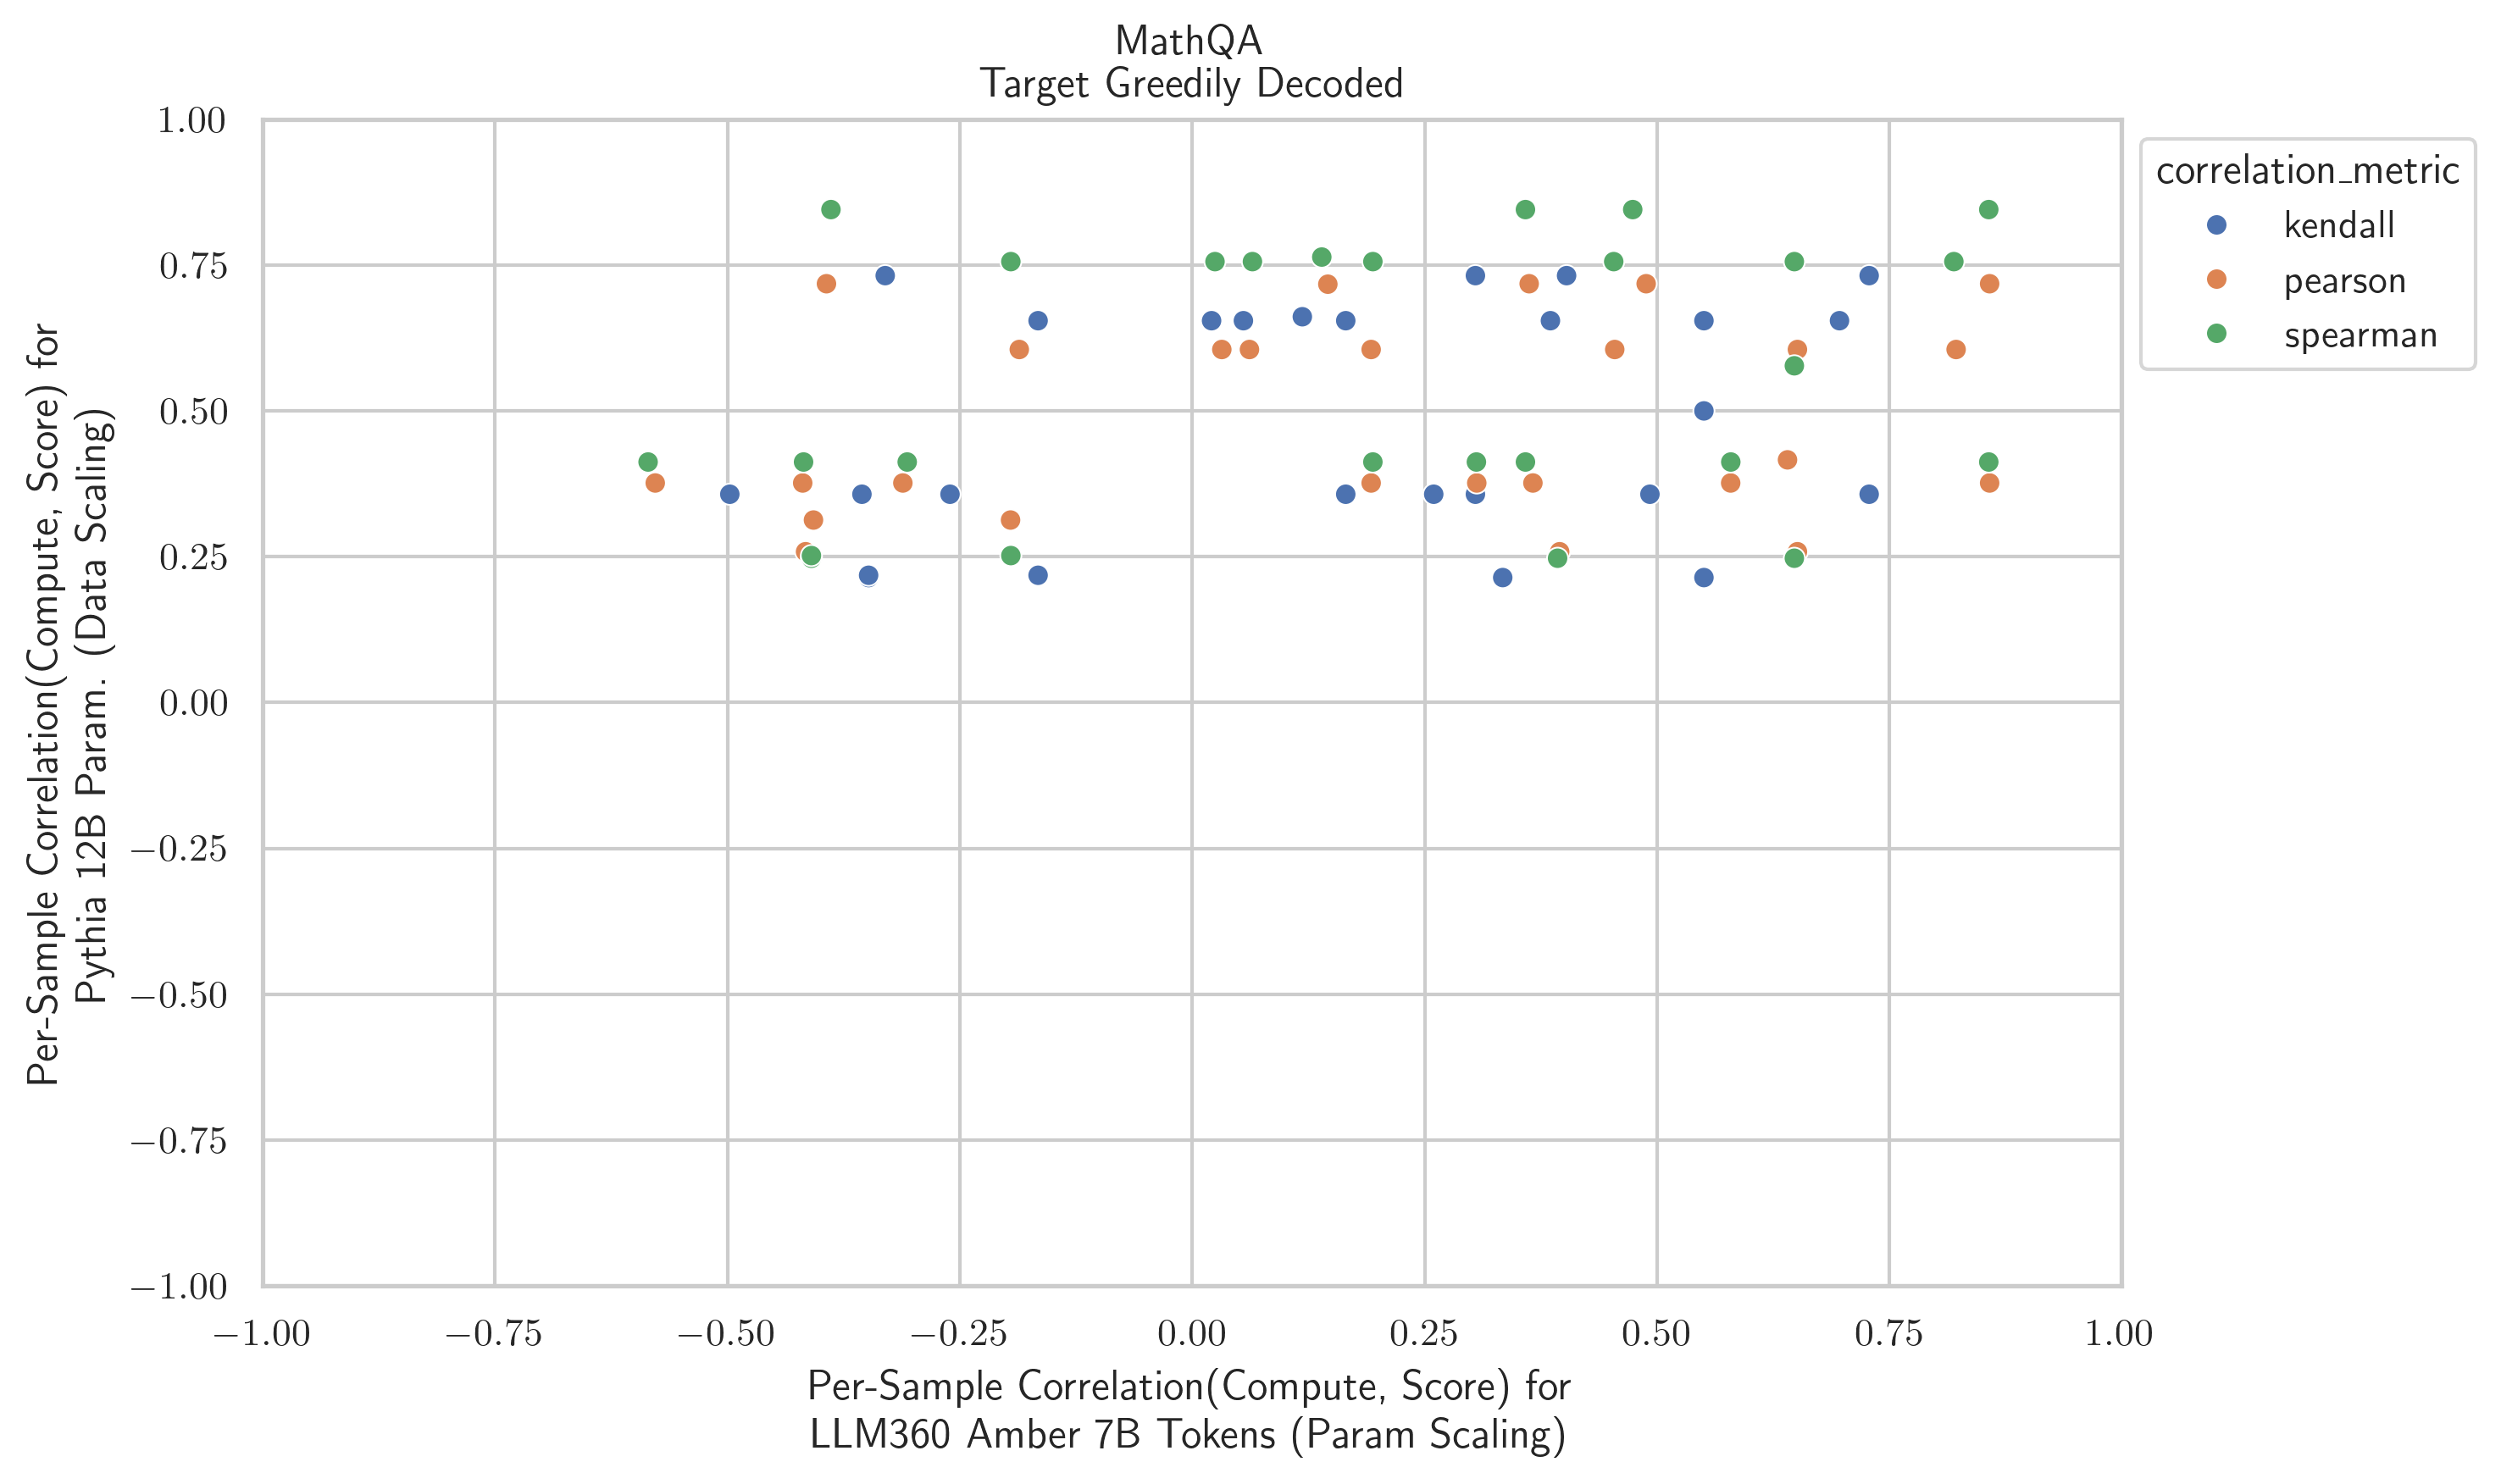 MathQA
Target Greedily Decoded
Per-Sample Correlation(Compute, Score) for
Pythia 12B Param. (Data Scaling)
1.00
0.75
0.50
0.25
0.00
−0.25
−0.50
−0.75
−1.00
−1.00 −0.75 −0.50 −0.25 0.00 0.25 0.50 0.75 1.00
Per-Sample Correlation(Compute, Score) for
LLM360 Amber 7B Tokens (Param Scaling)
correlation_metric
kendall
pearson
spearman